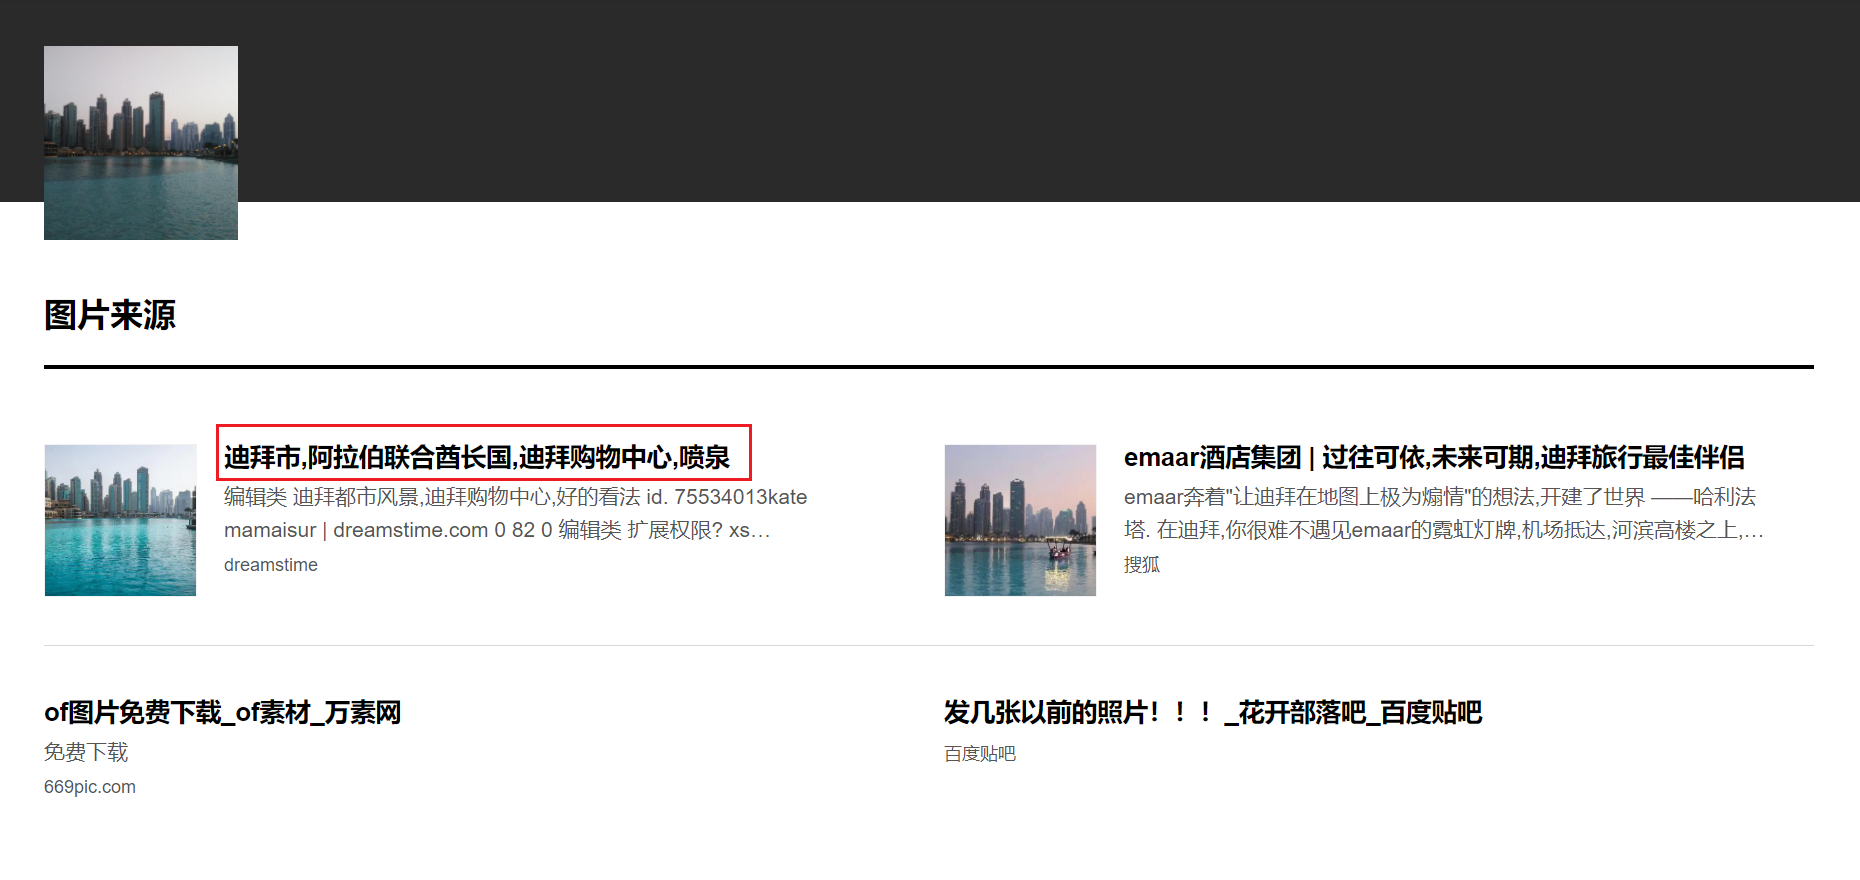 图片来源
迪拜市,阿拉伯联合酋长国,迪拜购物中心,喷泉
编辑类 迪拜都市风景,迪拜购物中心,好的看法 id. 75534013kate
mamaisur | dreamstime.com 0 82 0 编辑类 扩展权限? xs...
dreamstime
emaar酒店集团 | 过往可依,未来可期,迪拜旅行最佳伴侣
emaar奔着"让迪拜在地图上极为煽情"的想法,开建了世界 ——哈利法
塔. 在迪拜,你很难不遇见emaar的霓虹灯牌,机场抵达,河滨高楼之上,...
搜狐
of图片免费下载_of素材_万素网
免费下载
669pic.com
发几张以前的照片！！！_花开部落吧_百度贴吧
百度贴吧